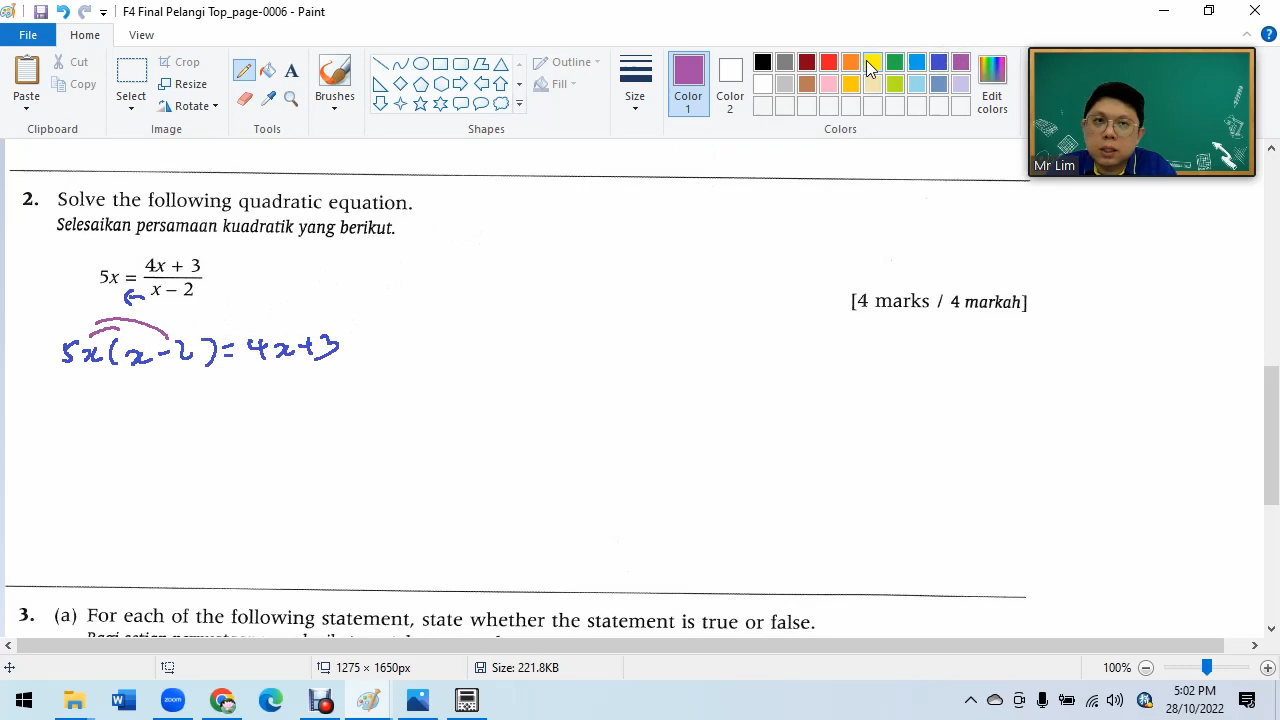 F4 Final Pelangi Top_page-0006 - Paint
File Home View
Paste
Cut
Copy
Clipboard
Select
Crop
Resize
Rotate
Image
A
Tools
Brushes
Outline
Fill
Shapes
Size
Color 1
Color 2
Edit colors
Colors
Mr Lim
2. Solve the following quadratic equation.
Selesaikan persamaan kuadratik yang berikut.
5x = (4x + 3)/(x – 2)
[4 marks / 4 markah]
5x(x-2)=4x+3
3. (a) For each of the following statement, state whether the statement is true or false.
1275 × 1650px
Size: 221.8KB
100%
W zoom
5:02 PM
28/10/2022